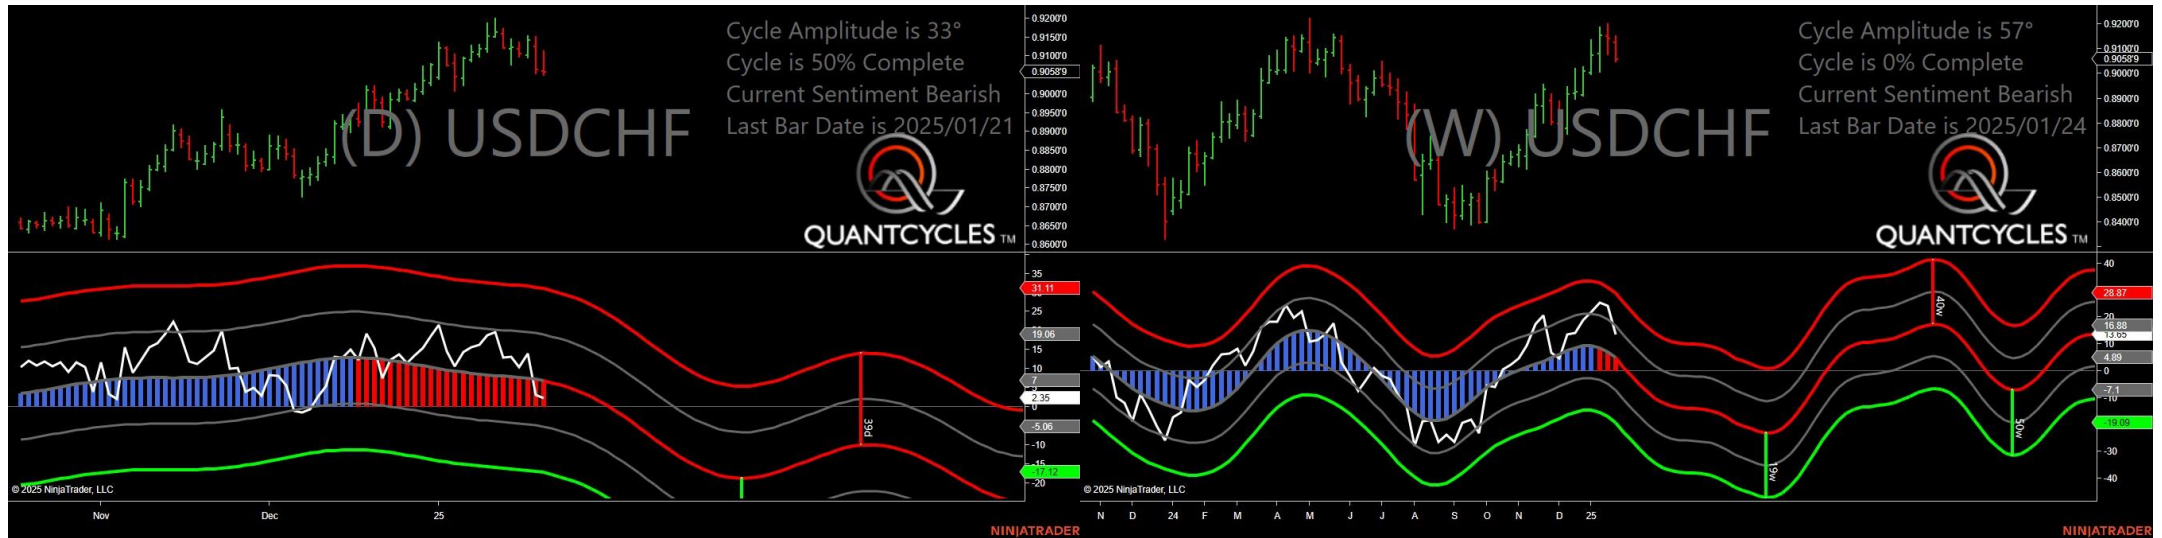 Cycle Amplitude is 33°
Cycle is 50% Complete
Current Sentiment Bearish
Last Bar Date is 2025/01/21
(D) USDCHF
QUANTCYCLES TM
0.9200'0
0.9150'0
0.9100'0
0.9058'9
0.9000'0
0.8950'0
0.8900'0
0.8850'0
0.8800'0
0.8750'0
0.8700'0
0.8650'0
0.8600'0
35
31.11
25
19.06
15
10
7
2.35
0
-5.06
-10
-15
-17.12
-20
39d
© 2025 NinjaTrader, LLC
Nov
Dec
25
NINJATRADER
Cycle Amplitude is 57°
Cycle is 0% Complete
Current Sentiment Bearish
Last Bar Date is 2025/01/24
(W) USDCHF
QUANTCYCLES TM
0.9200'0
0.9100'0
0.9058'9
0.9000'0
0.8900'0
0.8800'0
0.8700'0
0.8600'0
0.8500'0
0.8400'0
40
28.87
20
16.88
13.65
10
4.89
0
-7.1
-10
-19.09
-30
-40
40w
19w
50w
© 2025 NinjaTrader, LLC
N D 24 F M A M J J A S O N D 25
NINJATRADER